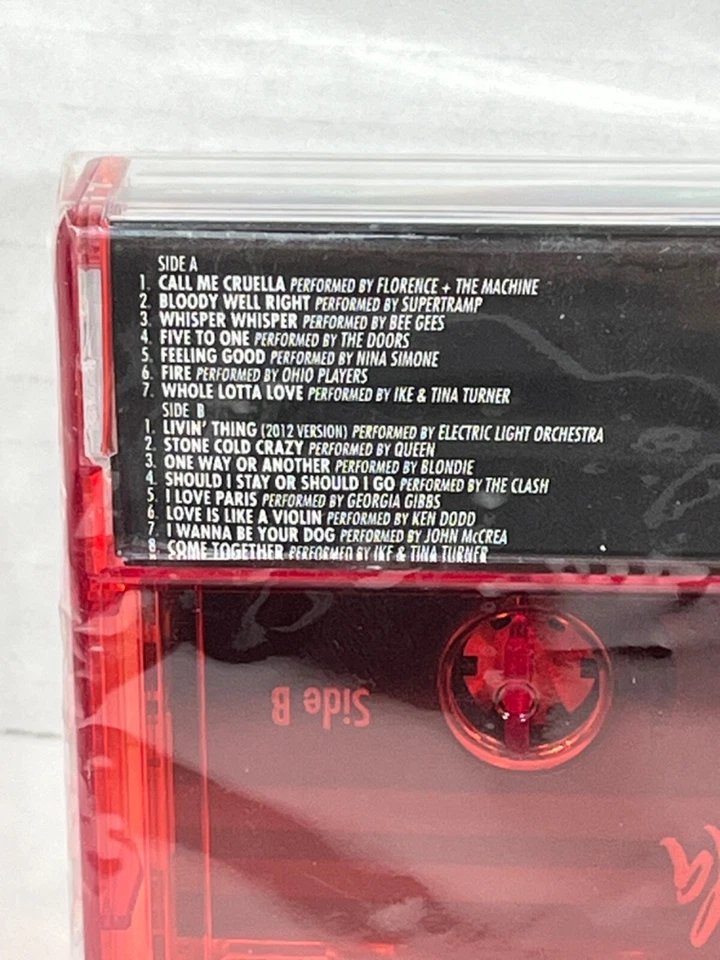 SIDE A
1. CALL ME CRUELLA PERFORMED BY FLORENCE + THE MACHINE
2. BLOODY WELL RIGHT PERFORMED BY SUPERTRAMP
3. WHISPER WHISPER PERFORMED BY BEE GEES
4. FIVE TO ONE PERFORMED BY THE DOORS
5. FEELING GOOD PERFORMED BY NINA SIMONE
6. FIRE PERFORMED BY OHIO PLAYERS
7. WHOLE LOTTA LOVE PERFORMED BY IKE & TINA TURNER
SIDE B
1. LIVIN' THING (2012 VERSION) PERFORMED BY ELECTRIC LIGHT ORCHESTRA
2. STONE COLD CRAZY PERFORMED BY QUEEN
3. ONE WAY OR ANOTHER PERFORMED BY BLONDIE
4. SHOULD I STAY OR SHOULD I GO PERFORMED BY THE CLASH
5. I LOVE PARIS PERFORMED BY GEORGIA GIBBS
6. LOVE IS LIKE A VIOLIN PERFORMED BY KEN DODD
7. I WANNA BE YOUR DOG PERFORMED BY JOHN McCREA
8. COME TOGETHER PERFORMED BY IKE & TINA TURNER
Side B